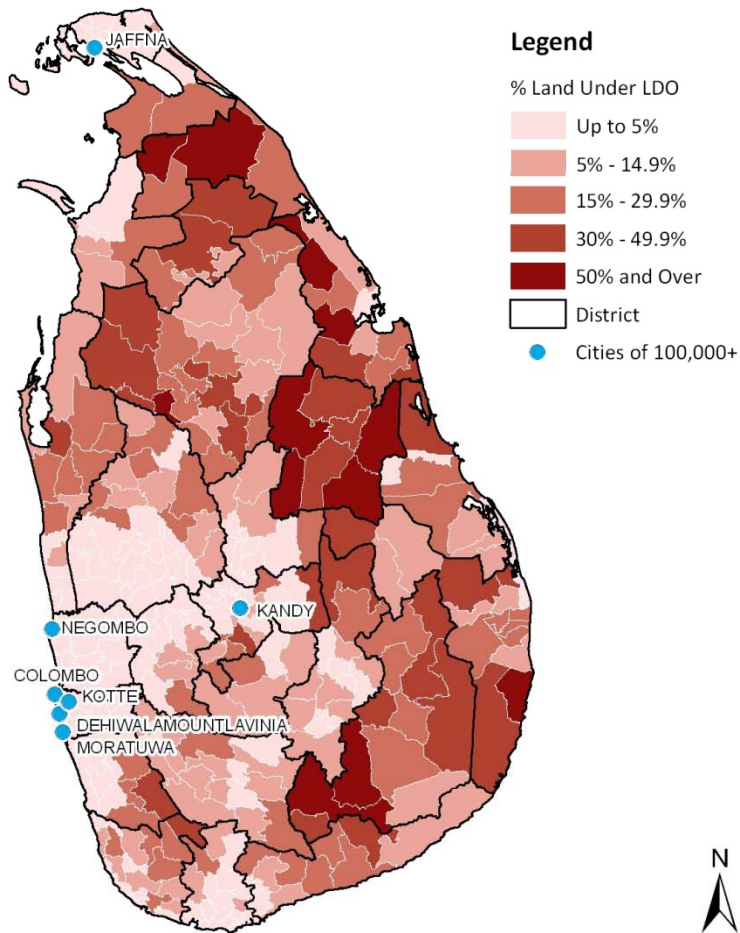 JAFFNA
Legend
% Land Under LDO
Up to 5%
5% - 14.9%
15% - 29.9%
30% - 49.9%
50% and Over
District
Cities of 100,000+
KANDY
NEGOMBO
COLOMBO
KOTTE
DEHIWALAMOUNTLAVINIA
MORATUWA
N